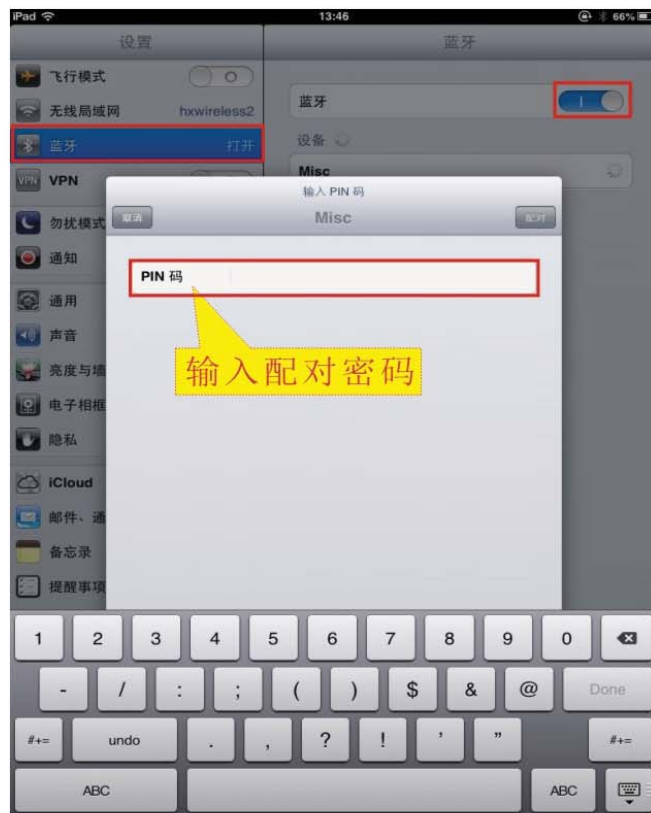 iPad 13:46 66%
设置 蓝牙
飞行模式
无线局域网 hxwireless2
蓝牙
蓝牙 打开
设备
VPN VPN
Misc
输入 PIN 码
取消 Misc 配对
勿扰模式
通知
PIN 码
通用
声音
输入配对密码
亮度与墙
电子相框
隐私
iCloud
邮件、通
备忘录
提醒事项
1 2 3 4 5 6 7 8 9 0
- / : ; ( ) $ & @ Done
#+= undo . , ? ! ' " #+=
ABC ABC